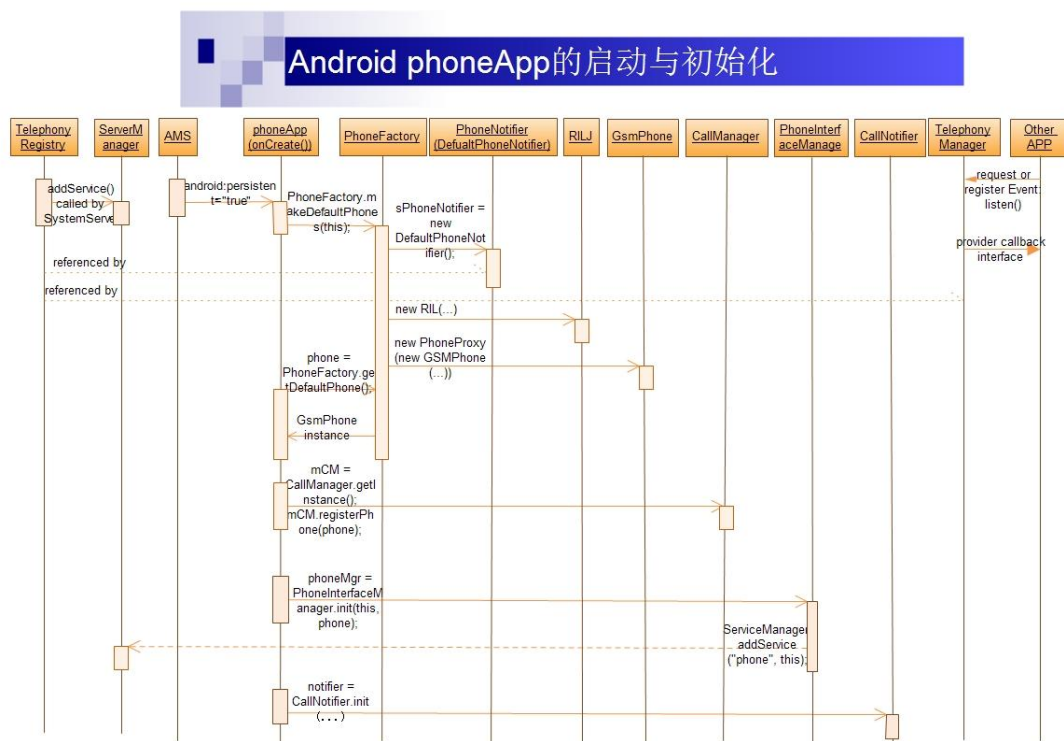 Android phoneApp的启动与初始化
Telephony
Registry
ServerM
anager
AMS
phoneApp
(onCreate())
PhoneFactory
PhoneNotifier
(DefualtPhoneNotifier)
RILJ
GsmPhone
CallManager
PhoneInterf
aceManage
CallNotifier
Telephony
Manager
Other
APP
addService()
called by
SystemServe
android:persisten
t="true"
PhoneFactory.m
akeDefaultPhone
s(this);
sPhoneNotifier =
new
DefaultPhoneNot
ifier();
request or
register Event:
listen()
provider callback
interface
referenced by
referenced by
new RIL(...)
new PhoneProxy
(new GSMPhone
(...))
phone =
PhoneFactory.ge
tDefaultPhone();
GsmPhone
instance
mCM =
CallManager.getI
nstance();
mCM.registerPh
one(phone);
phoneMgr =
PhoneInterfaceM
anager.init(this,
phone);
ServiceManager
addService
("phone", this);
notifier =
CallNotifier.init
(...)